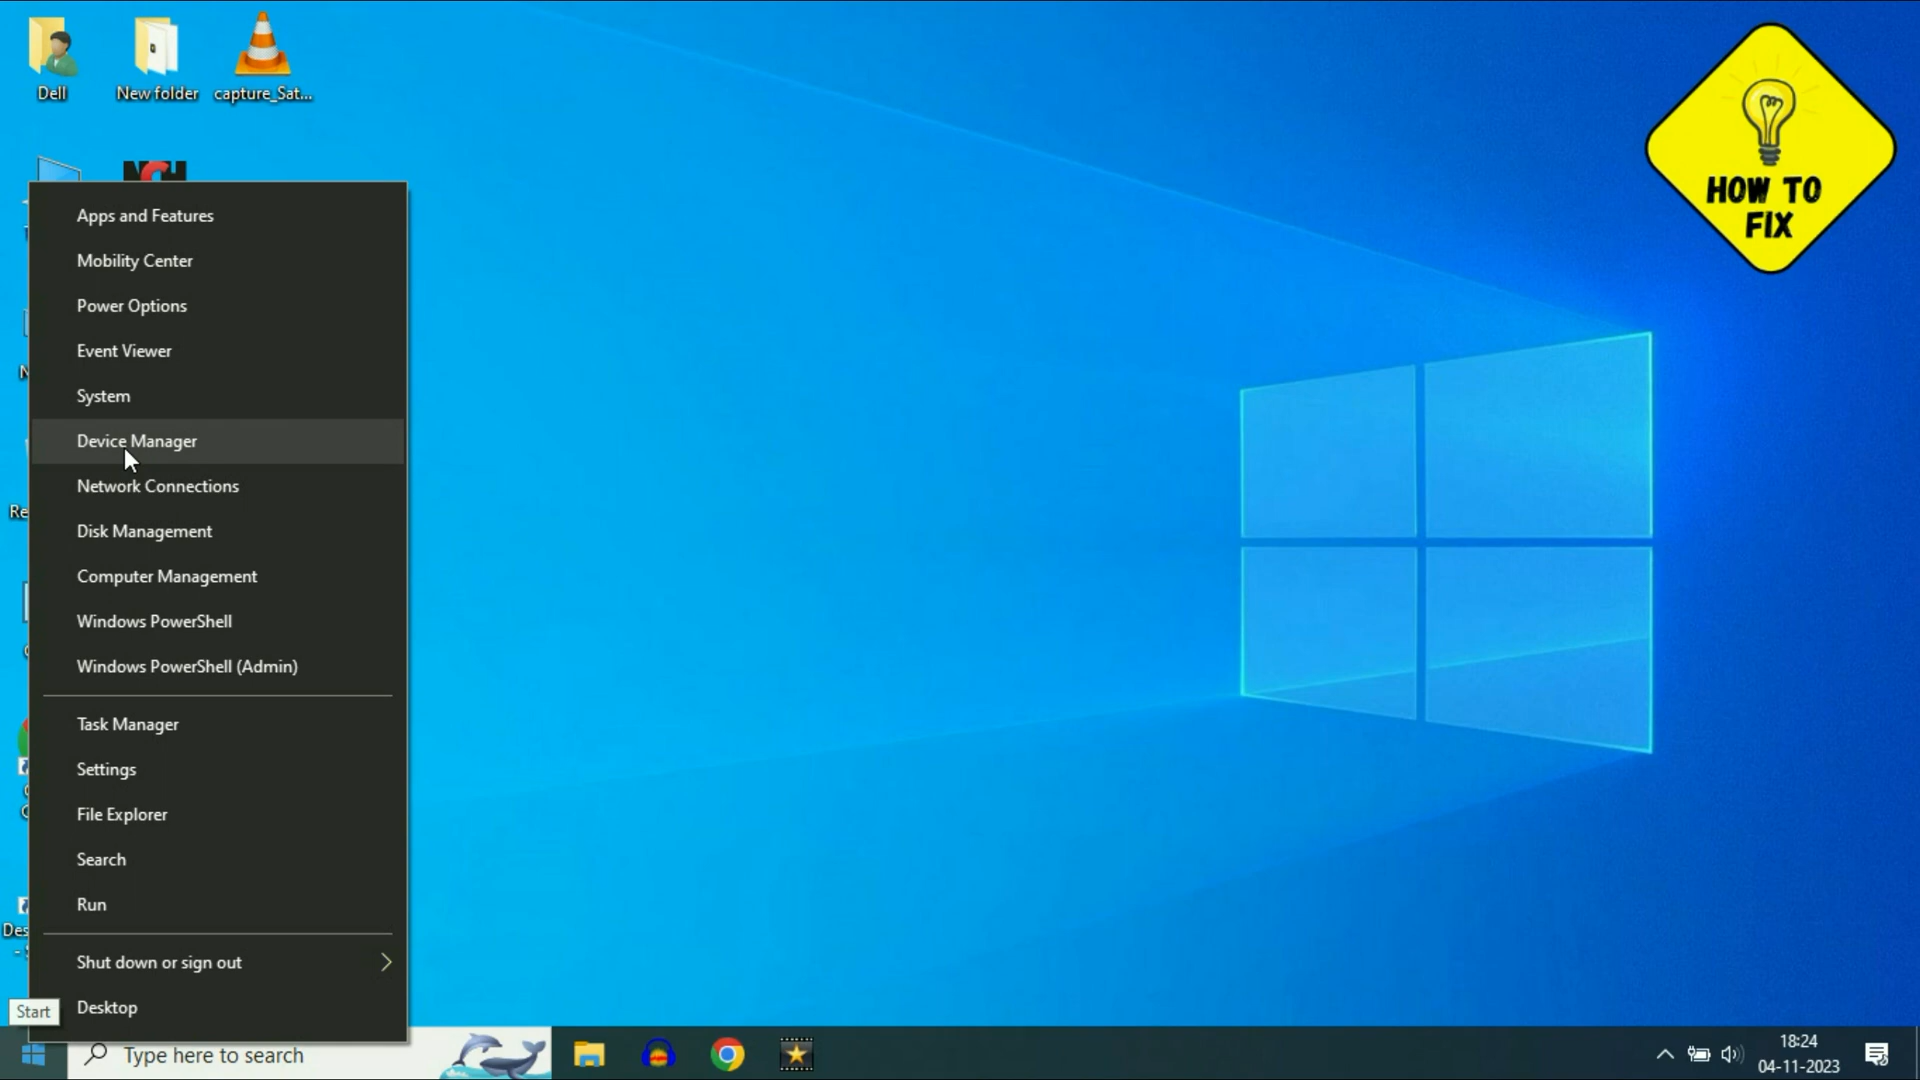 Dell
New folder
capture_Sat...
HOW TO
FIX
Apps and Features
Mobility Center
Power Options
Event Viewer
System
Device Manager
Network Connections
Disk Management
Computer Management
Windows PowerShell
Windows PowerShell (Admin)
Task Manager
Settings
File Explorer
Search
Run
Shut down or sign out
Desktop
Start
Type here to search
18:24
04-11-2023